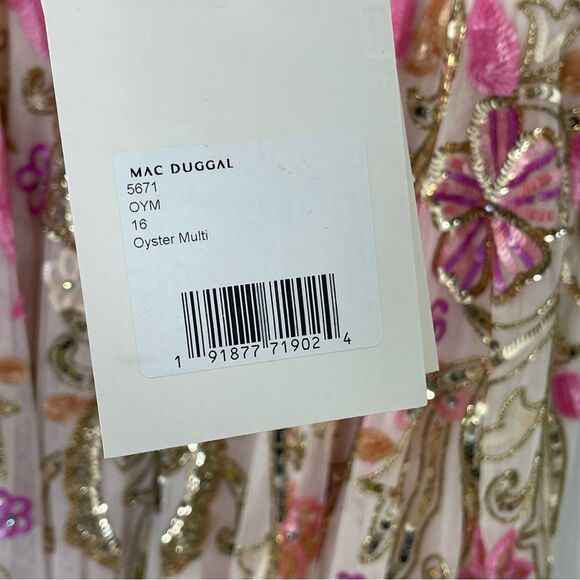 MAC DUGGAL
5671
OYM
16
Oyster Multi
1 91877 71902 4